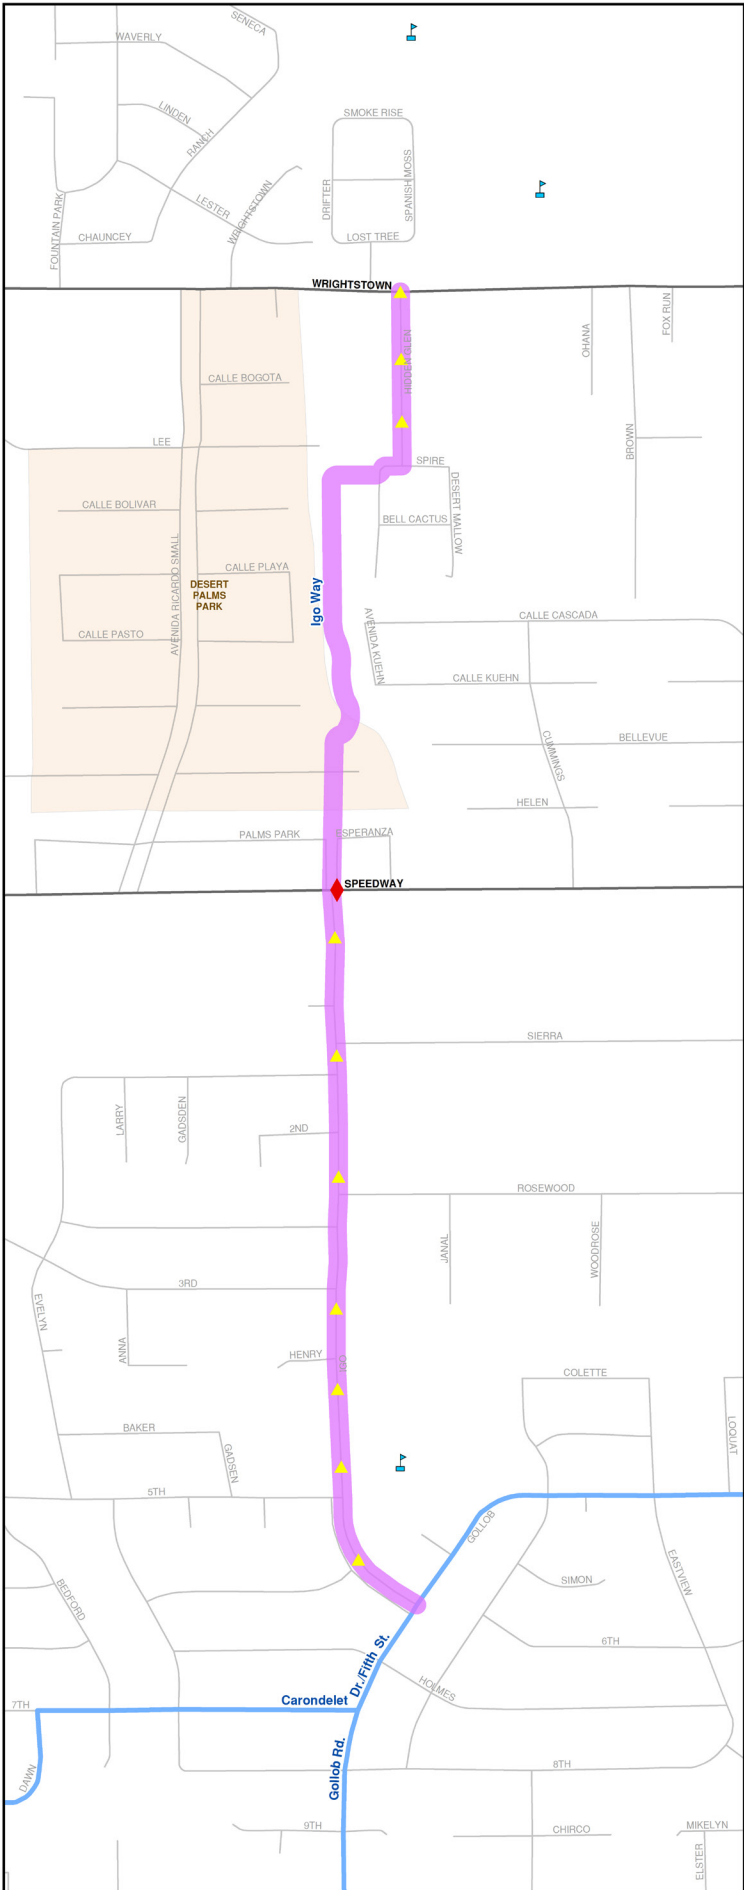 SENECA
WAVERLY
LINDEN
SMOKE RISE
RANCH
DRIFTER
SPANISH MOSS
LESTER
WRIGHTSTOWN
FOUNTAIN PARK
CHAUNCEY
LOST TREE
WRIGHTSTOWN
FOX RUN
OHANA
HIDDEN GLEN
CALLE BOGOTA
LEE
BROWN
SPIRE
CALLE BOLIVAR
DESERT MALLOW
BELL CACTUS
AVENIDA RICARDO SMALL
CALLE PLAYA
DESERT
PALMS
PARK
Igo Way
CALLE PASTO
AVENIDA KUEHN
CALLE CASCADA
CALLE KUEHN
CUMMINGS
BELLEVUE
HELEN
PALMS PARK
ESPERANZA
SPEEDWAY
SIERRA
LARRY
GADSDEN
2ND
ROSEWOOD
JANAL
WOODROSE
3RD
EVELYN
ANNA
HENRY
IGO
COLETTE
BAKER
GADSEN
LOQUAT
5TH
GOLLOB
BEDFORD
SIMON
EASTVIEW
6TH
Dr./Fifth St.
HOLMES
7TH
Carondelet
Gollob Rd.
DAWN
8TH
9TH
CHIRCO
MIKELYN
ELSTER